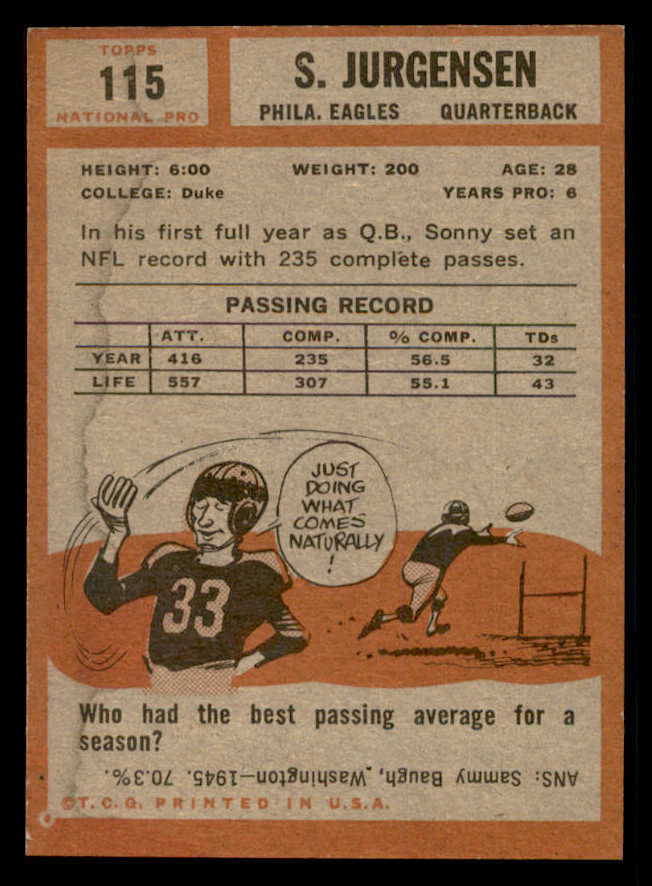 TOPPS
115
NATIONAL PRO
S. JURGENSEN
PHILA. EAGLES QUARTERBACK
HEIGHT: 6:00 WEIGHT: 200 AGE: 28
COLLEGE: Duke YEARS PRO: 6
In his first full year as Q.B., Sonny set an
NFL record with 235 complete passes.
PASSING RECORD
ATT. COMP. % COMP. TDs
YEAR 416 235 56.5 32
LIFE 557 307 55.1 43
JUST
DOING
WHAT
COMES
NATURALLY
!
33
Who had the best passing average for a
season?
ANS: Sammy Baugh, Washington—1945. 70.3%.
©T.C.G. PRINTED IN U.S.A.